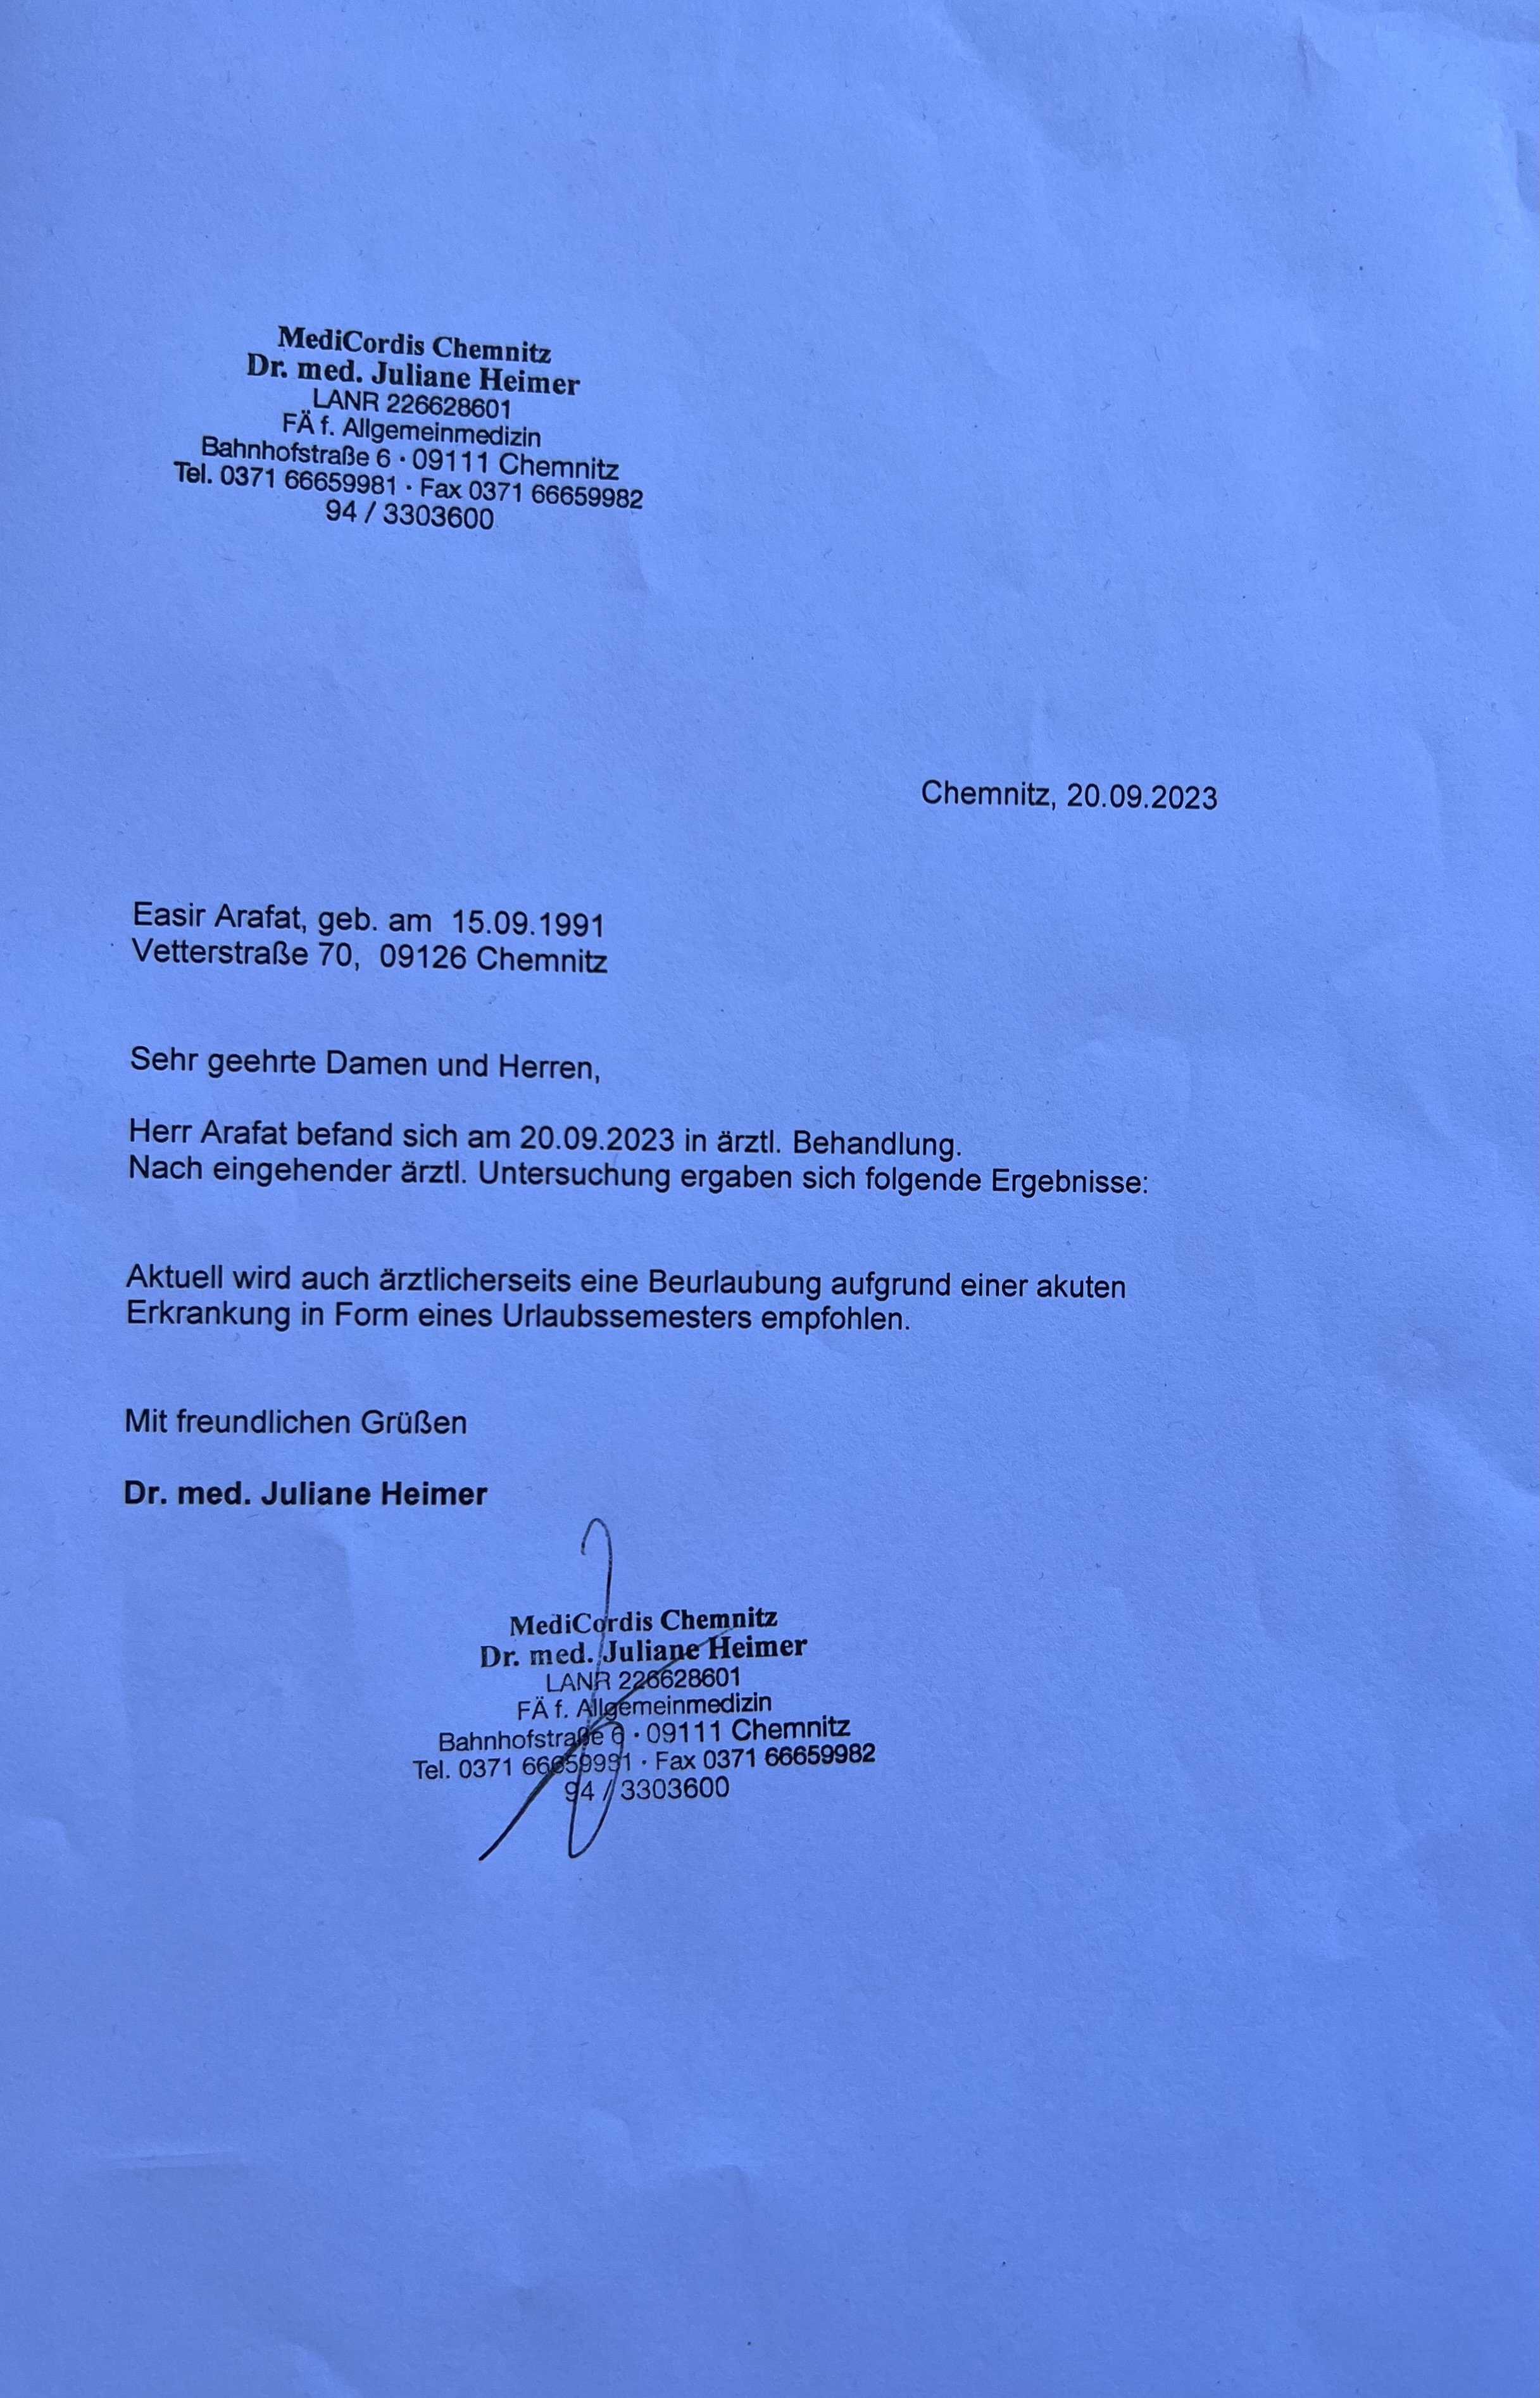 MediCordis Chemnitz
Dr. med. Juliane Heimer
LANR 226628601
FÄ f. Allgemeinmedizin
Bahnhofstraße 6 · 09111 Chemnitz
Tel. 0371 66659981 · Fax 0371 66659982
94 / 3303600
Chemnitz, 20.09.2023
Easir Arafat, geb. am 15.09.1991
Vetterstraße 70, 09126 Chemnitz
Sehr geehrte Damen und Herren,
Herr Arafat befand sich am 20.09.2023 in ärztl. Behandlung.
Nach eingehender ärztl. Untersuchung ergaben sich folgende Ergebnisse:
Aktuell wird auch ärztlicherseits eine Beurlaubung aufgrund einer akuten
Erkrankung in Form eines Urlaubssemesters empfohlen.
Mit freundlichen Grüßen
Dr. med. Juliane Heimer
MediCordis Chemnitz
Dr. med. Juliane Heimer
LANR 226628601
FÄ f. Allgemeinmedizin
Bahnhofstraße 6 · 09111 Chemnitz
Tel. 0371 66659981 · Fax 0371 66659982
94 / 3303600